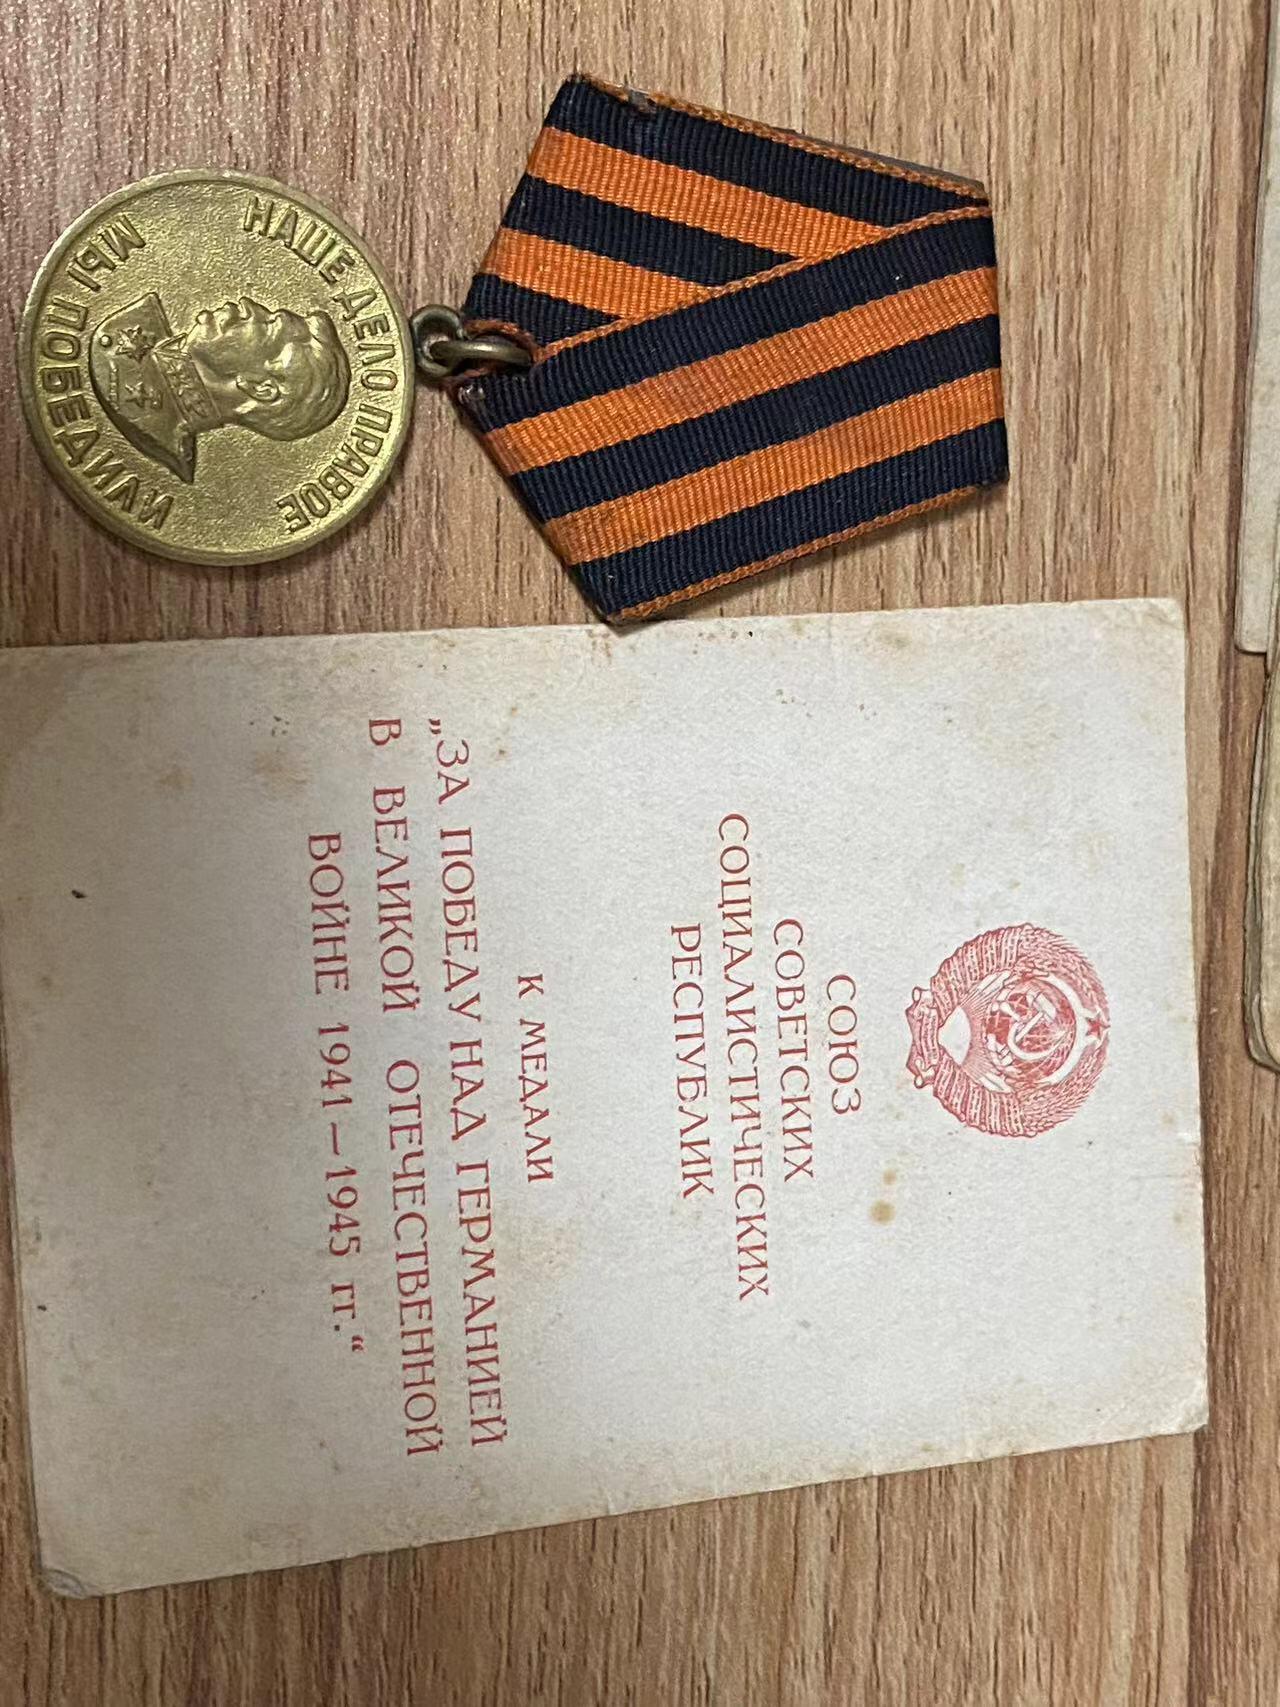 НАШЕ ДЕЛО ПРАВОЕ
МЫ ПОБЕДИЛИ
СОЮЗ
СОВЕТСКИХ
СОЦИАЛИСТИЧЕСКИХ
РЕСПУБЛИК
К МЕДАЛИ
„ЗА ПОБЕДУ НАД ГЕРМАНИЕЙ
В ВЕЛИКОЙ ОТЕЧЕСТВЕННОЙ
ВОЙНЕ 1941–1945 гг.“